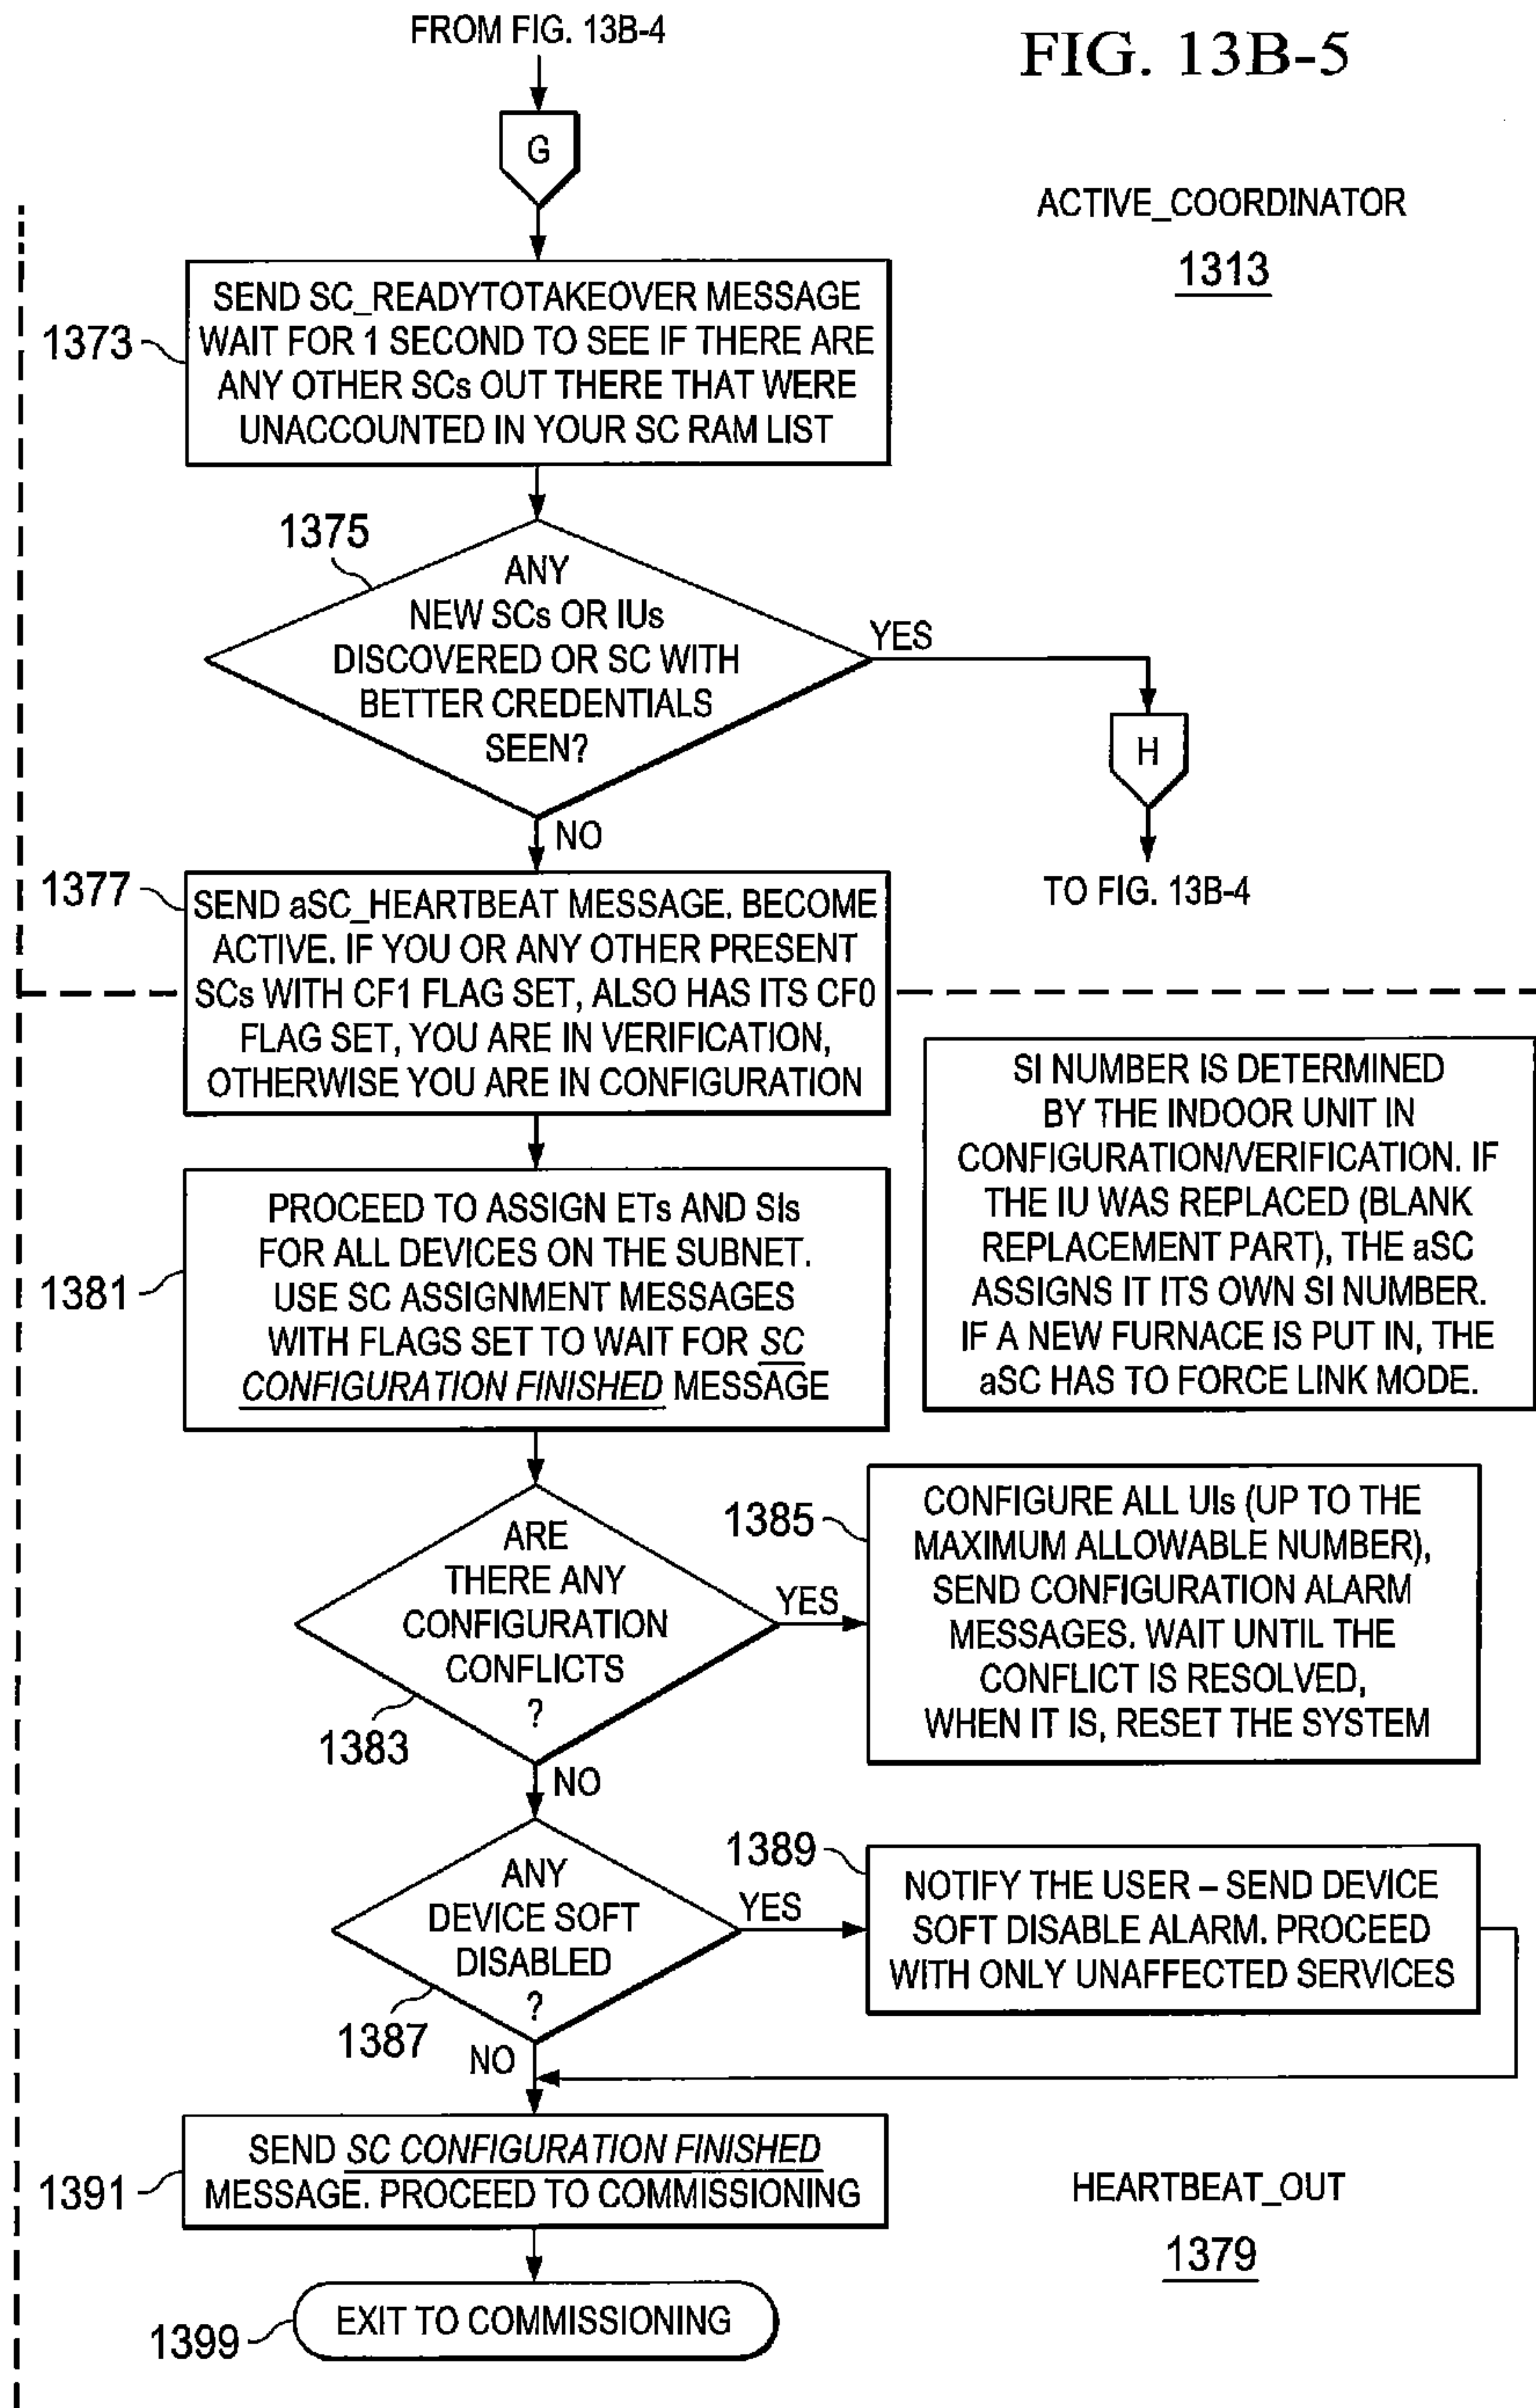 FROM FIG. 13B-4
FIG. 13B-5
G
ACTIVE_COORDINATOR
1313
1373
SEND SC_READYTOTAKEOVER MESSAGE
WAIT FOR 1 SECOND TO SEE IF THERE ARE
ANY OTHER SCs OUT THERE THAT WERE
UNACCOUNTED IN YOUR SC RAM LIST
1375
ANY
NEW SCs OR IUs
DISCOVERED OR SC WITH
BETTER CREDENTIALS
SEEN?
YES
H
TO FIG. 13B-4
NO
1377
SEND aSC_HEARTBEAT MESSAGE. BECOME
ACTIVE. IF YOU OR ANY OTHER PRESENT
SCs WITH CF1 FLAG SET, ALSO HAS ITS CF0
FLAG SET, YOU ARE IN VERIFICATION,
OTHERWISE YOU ARE IN CONFIGURATION
SI NUMBER IS DETERMINED
BY THE INDOOR UNIT IN
CONFIGURATION/VERIFICATION. IF
THE IU WAS REPLACED (BLANK
REPLACEMENT PART), THE aSC
ASSIGNS IT ITS OWN SI NUMBER.
IF A NEW FURNACE IS PUT IN, THE
aSC HAS TO FORCE LINK MODE.
1381
PROCEED TO ASSIGN ETs AND SIs
FOR ALL DEVICES ON THE SUBNET.
USE SC ASSIGNMENT MESSAGES
WITH FLAGS SET TO WAIT FOR SC
CONFIGURATION FINISHED MESSAGE
ARE
THERE ANY
CONFIGURATION
CONFLICTS
?
1383
YES
1385
CONFIGURE ALL UIs (UP TO THE
MAXIMUM ALLOWABLE NUMBER),
SEND CONFIGURATION ALARM
MESSAGES. WAIT UNTIL THE
CONFLICT IS RESOLVED,
WHEN IT IS, RESET THE SYSTEM
NO
ANY
DEVICE SOFT
DISABLED
?
1387
YES
1389
NOTIFY THE USER – SEND DEVICE
SOFT DISABLE ALARM. PROCEED
WITH ONLY UNAFFECTED SERVICES
NO
1391
SEND SC CONFIGURATION FINISHED
MESSAGE. PROCEED TO COMMISSIONING
HEARTBEAT_OUT
1379
1399
EXIT TO COMMISSIONING